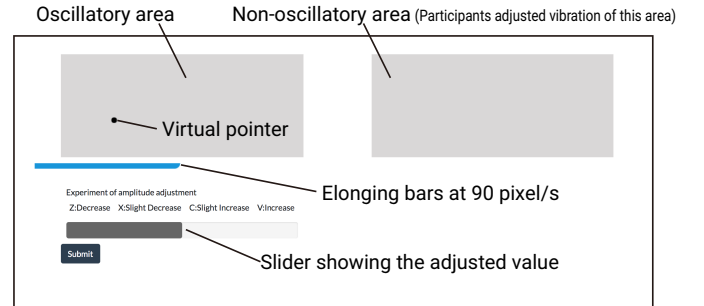 Oscillatory area
Non-oscillatory area (Participants adjusted vibration of this area)
Virtual pointer
Elonging bars at 90 pixel/s
Experiment of amplitude adjustment
Z:Decrease X:Slight Decrease C:Slight Increase V:Increase
Submit
Slider showing the adjusted value